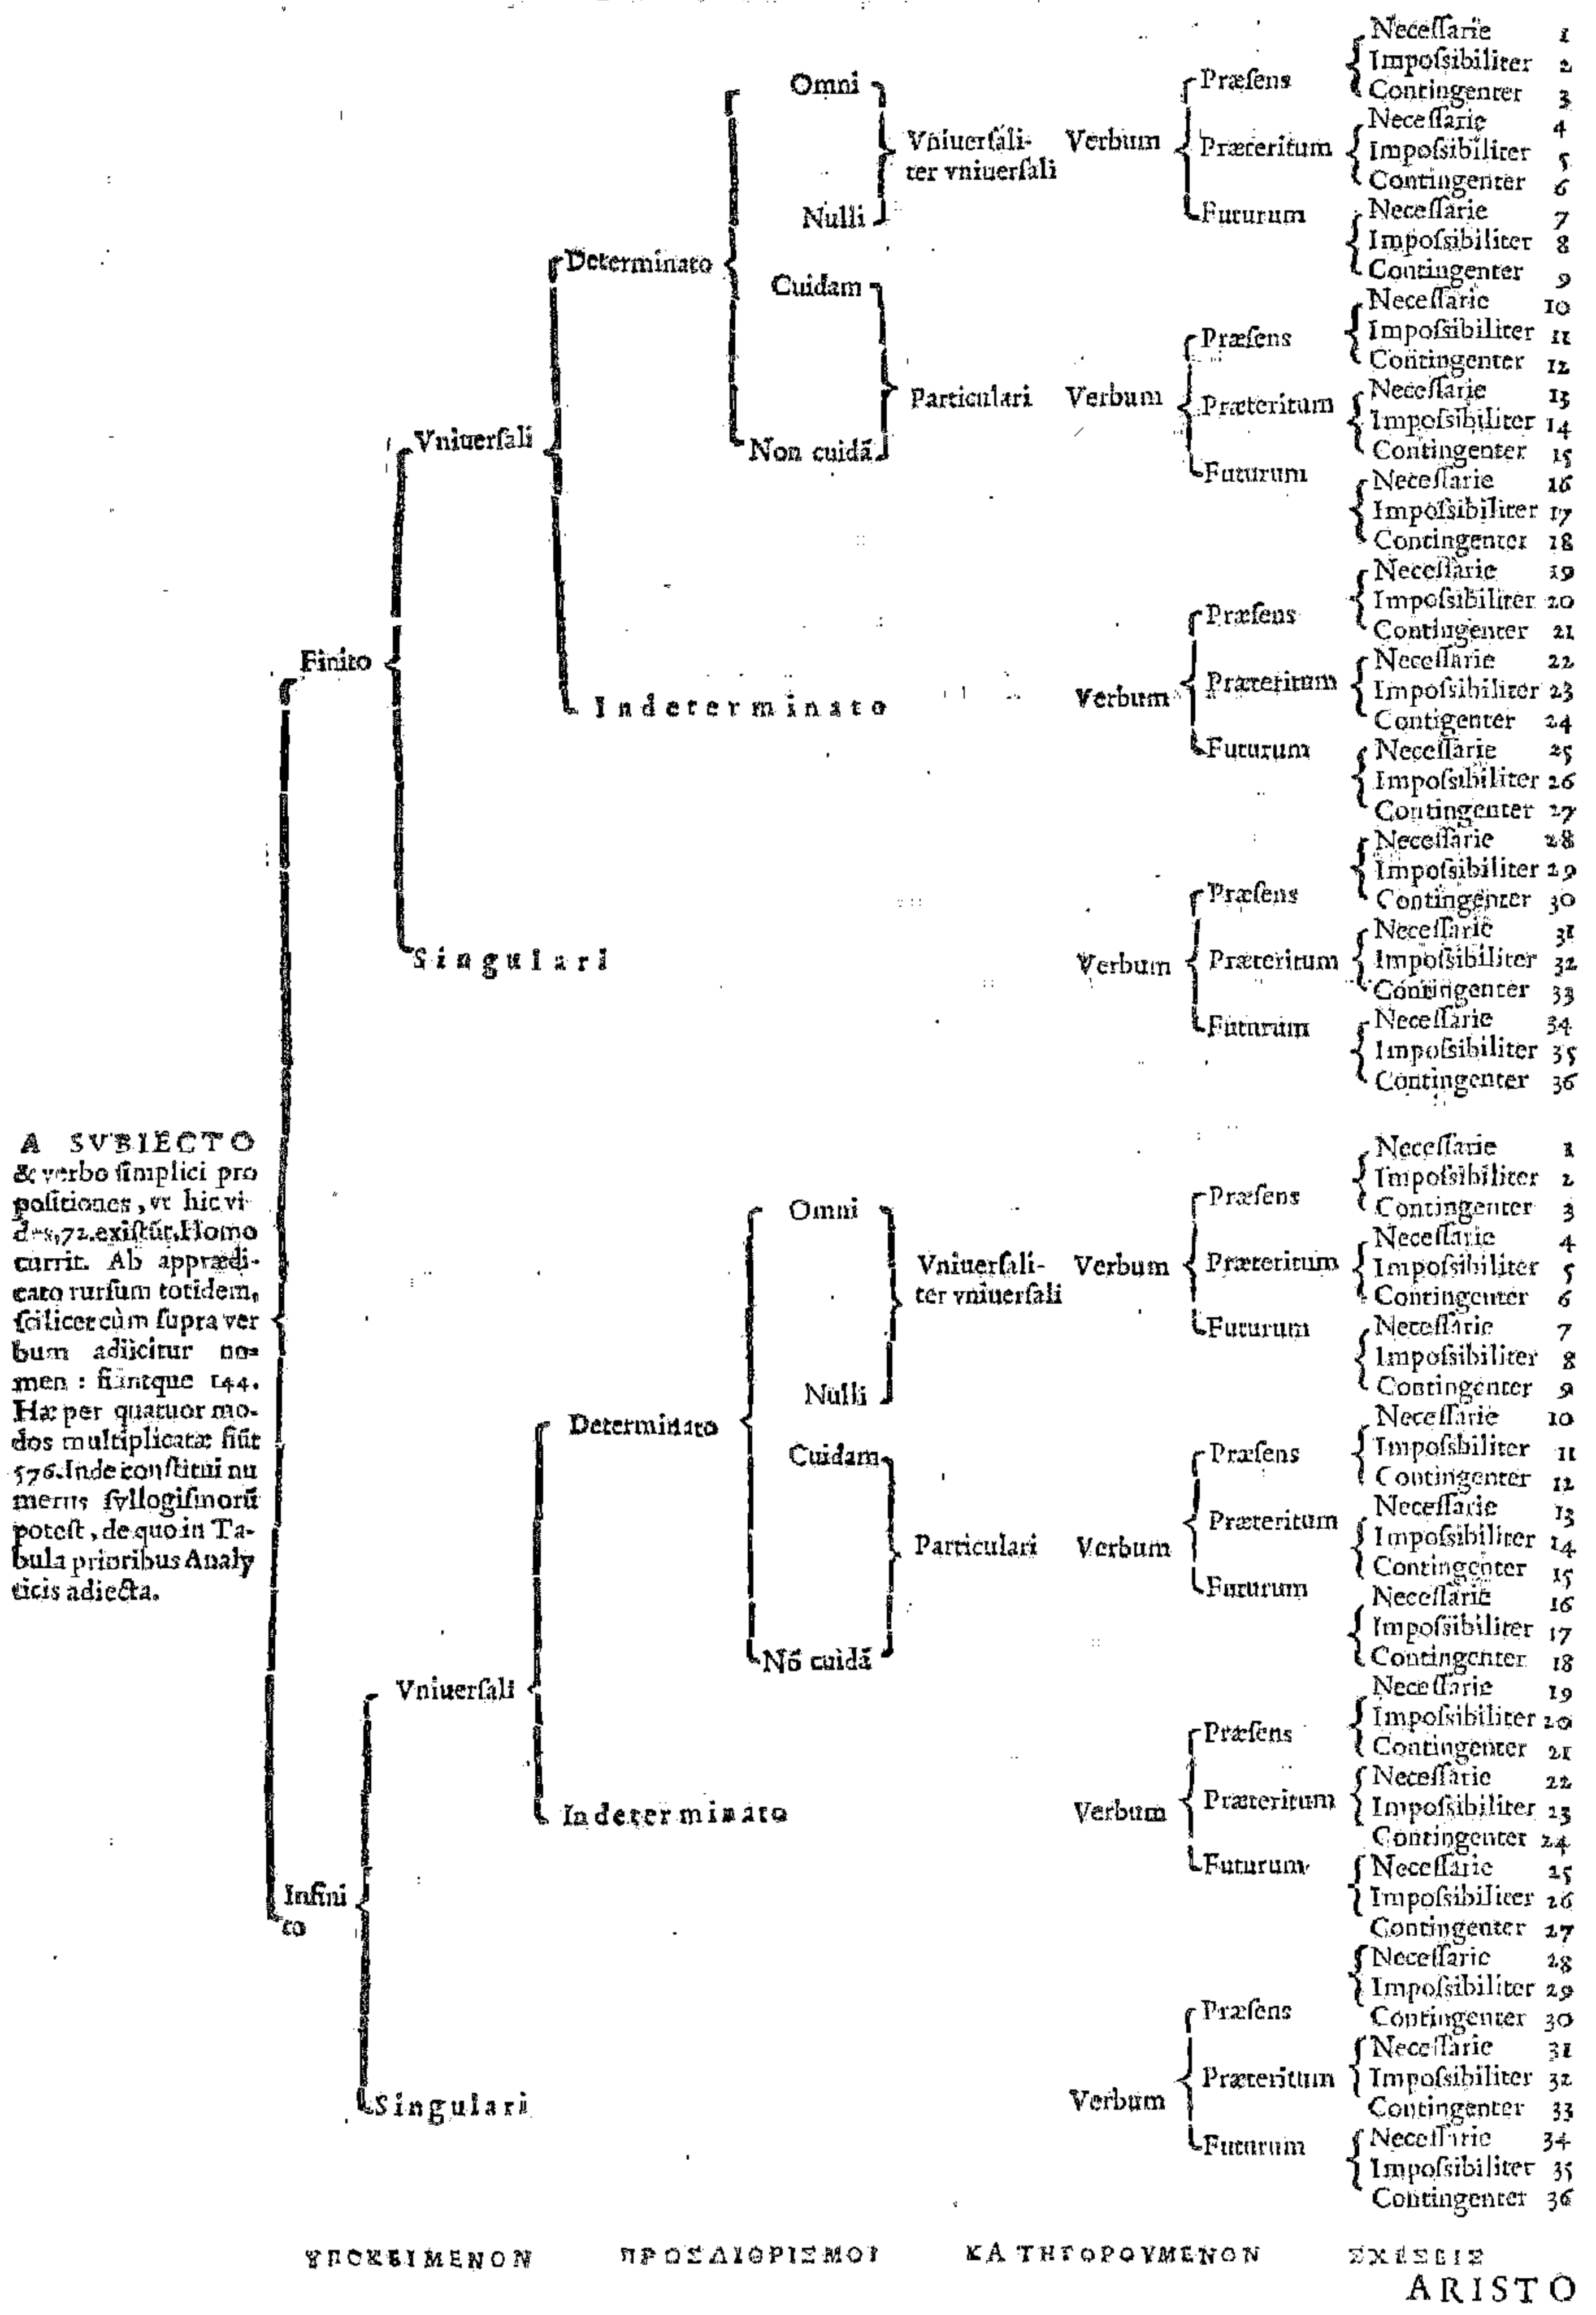 Neceſſarie 1
Impoſsibiliter 2
Contingenter 3
Omni
Præſens
Neceſſarie 4
Vniuerſali-
ter vniuerſali
Verbum
Præteritum
Impoſsibiliter 5
Contingenter 6
Nulli
Futurum
Neceſſarie 7
Impoſsibiliter 8
Contingenter 9
Determinato
Cuidam
Neceſſarie 10
Præſens
Impoſsibiliter 11
Contingenter 12
Particulari
Verbum
Præteritum
Neceſſarie 13
Impoſsibiliter 14
Contingenter 15
Vniuerſali
Non cuidā
Futurum
Neceſſarie 16
Impoſsibiliter 17
Contingenter 18
Præſens
Neceſſarie 19
Impoſsibiliter 20
Contingenter 21
Finito
Indeterminato
Verbum
Præteritum
Neceſſarie 22
Impoſsibiliter 23
Contigenter 24
Futurum
Neceſſarie 25
Impoſsibiliter 26
Contingenter 27
Præſens
Neceſſarie 28
Impoſsibiliter 29
Contingenter 30
Singulari
Verbum
Præteritum
Neceſſarie 31
Impoſsibiliter 32
Contingenter 33
Futurum
Neceſſarie 34
Impoſsibiliter 35
Contingenter 36
A SVBIECTO
& verbo ſimplici pro
poſitiones, vt hic vi-
des, 72. exiſtūt. Homo
currit. Ab apprædi-
cato rurſum totidem,
ſcilicet cùm ſupra ver
bum adiicitur no-
men : fiúntque 144.
Hæ per quatuor mo-
dos multiplicatæ fiūt
576. Inde conſtitui nu
merus ſyllogiſmorū
poteſt, de quo in Ta-
bula prioribus Analy
ticis adiecta.
Omni
Præſens
Neceſſarie 1
Impoſsibiliter 2
Contingenter 3
Vniuerſali-
ter vniuerſali
Verbum
Præteritum
Neceſſarie 4
Impoſsibiliter 5
Contingenter 6
Nulli
Futurum
Neceſſarie 7
Impoſsibiliter 8
Contingenter 9
Determinato
Cuidam
Præſens
Neceſſarie 10
Impoſsbiliter 11
Contingenter 12
Particulari
Verbum
Præteritum
Neceſſarie 13
Impoſsibiliter 14
Contingenter 15
Nō cuidā
Futurum
Neceſſarie 16
Impoſsibiliter 17
Contingenter 18
Vniuerſali
Præſens
Neceſſarie 19
Impoſsibiliter 20
Contingenter 21
Indeterminato
Verbum
Præteritum
Neceſſarie 22
Impoſsibiliter 23
Contingenter 24
Futurum
Neceſſarie 25
Impoſsibiliter 26
Contingenter 27
Infini
to
Præſens
Neceſſarie 28
Impoſsibiliter 29
Contingenter 30
Singulari
Verbum
Præteritum
Neceſſarie 31
Impoſsibiliter 32
Contingenter 33
Futurum
Neceſſarie 34
Impoſsibiliter 35
Contingenter 36
ΥΠΟΚΕΙΜΕΝΟΝ ΠΡΟΣΔΙΟΡΙΣΜΟΙ ΚΑΤΗΓΟΡΟΥΜΕΝΟΝ ΣΧΕΣΕΙΣ
ARISTO